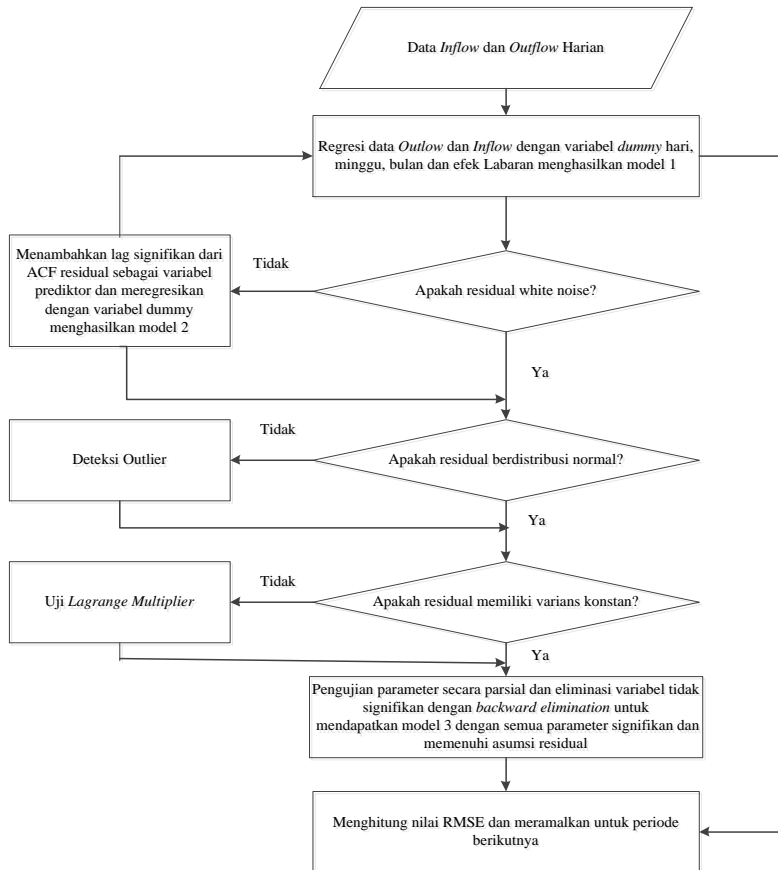 Data Inflow dan Outflow Harian
Regresi data Outlow dan Inflow dengan variabel dummy hari,
minggu, bulan dan efek Labaran menghasilkan model 1
Menambahkan lag signifikan dari
ACF residual sebagai variabel
prediktor dan meregresikan
dengan variabel dummy
menghasilkan model 2
Tidak
Apakah residual white noise?
Ya
Deteksi Outlier
Tidak
Apakah residual berdistribusi normal?
Ya
Uji Lagrange Multiplier
Tidak
Apakah residual memiliki varians konstan?
Ya
Pengujian parameter secara parsial dan eliminasi variabel tidak
signifikan dengan backward elimination untuk
mendapatkan model 3 dengan semua parameter signifikan dan
memenuhi asumsi residual
Menghitung nilai RMSE dan meramalkan untuk periode
berikutnya